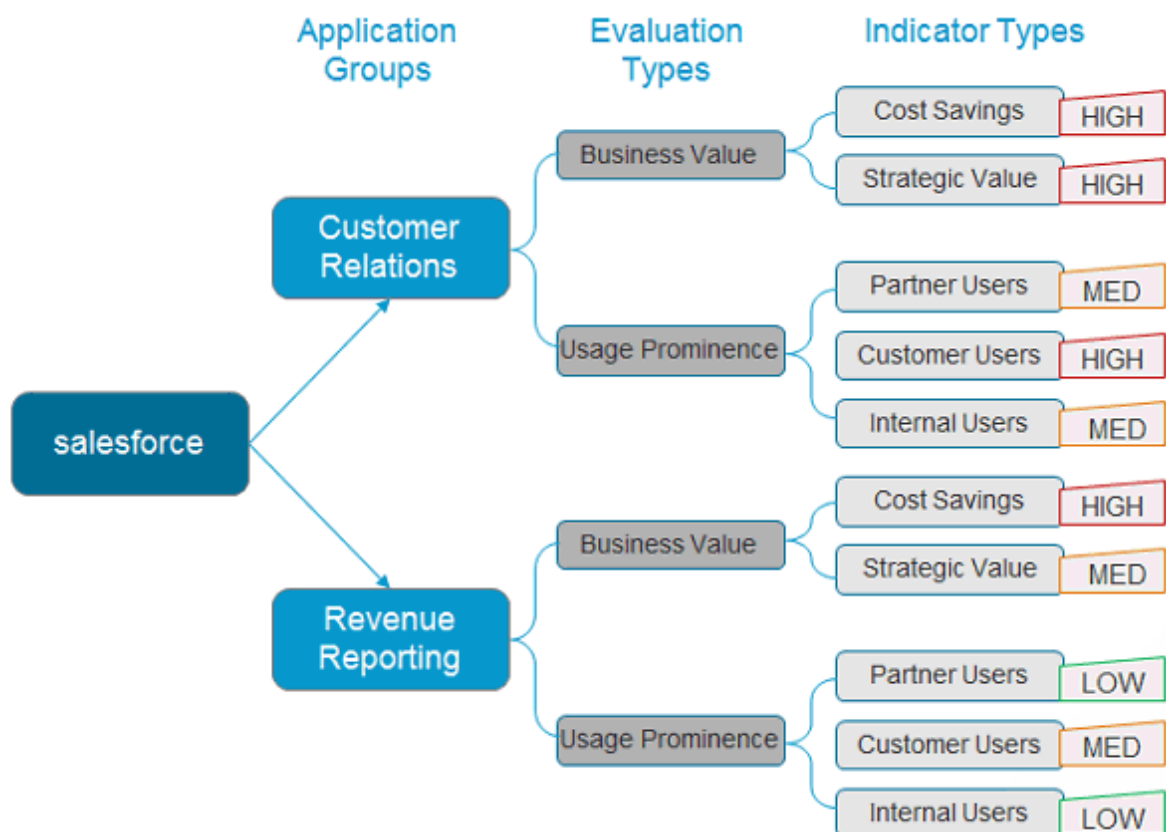 Application
Groups
Evaluation
Types
Indicator Types
salesforce
Customer
Relations
Business Value
Cost Savings HIGH
Strategic Value HIGH
Usage Prominence
Partner Users MED
Customer Users HIGH
Internal Users MED
Revenue
Reporting
Business Value
Cost Savings HIGH
Strategic Value MED
Usage Prominence
Partner Users LOW
Customer Users MED
Internal Users LOW